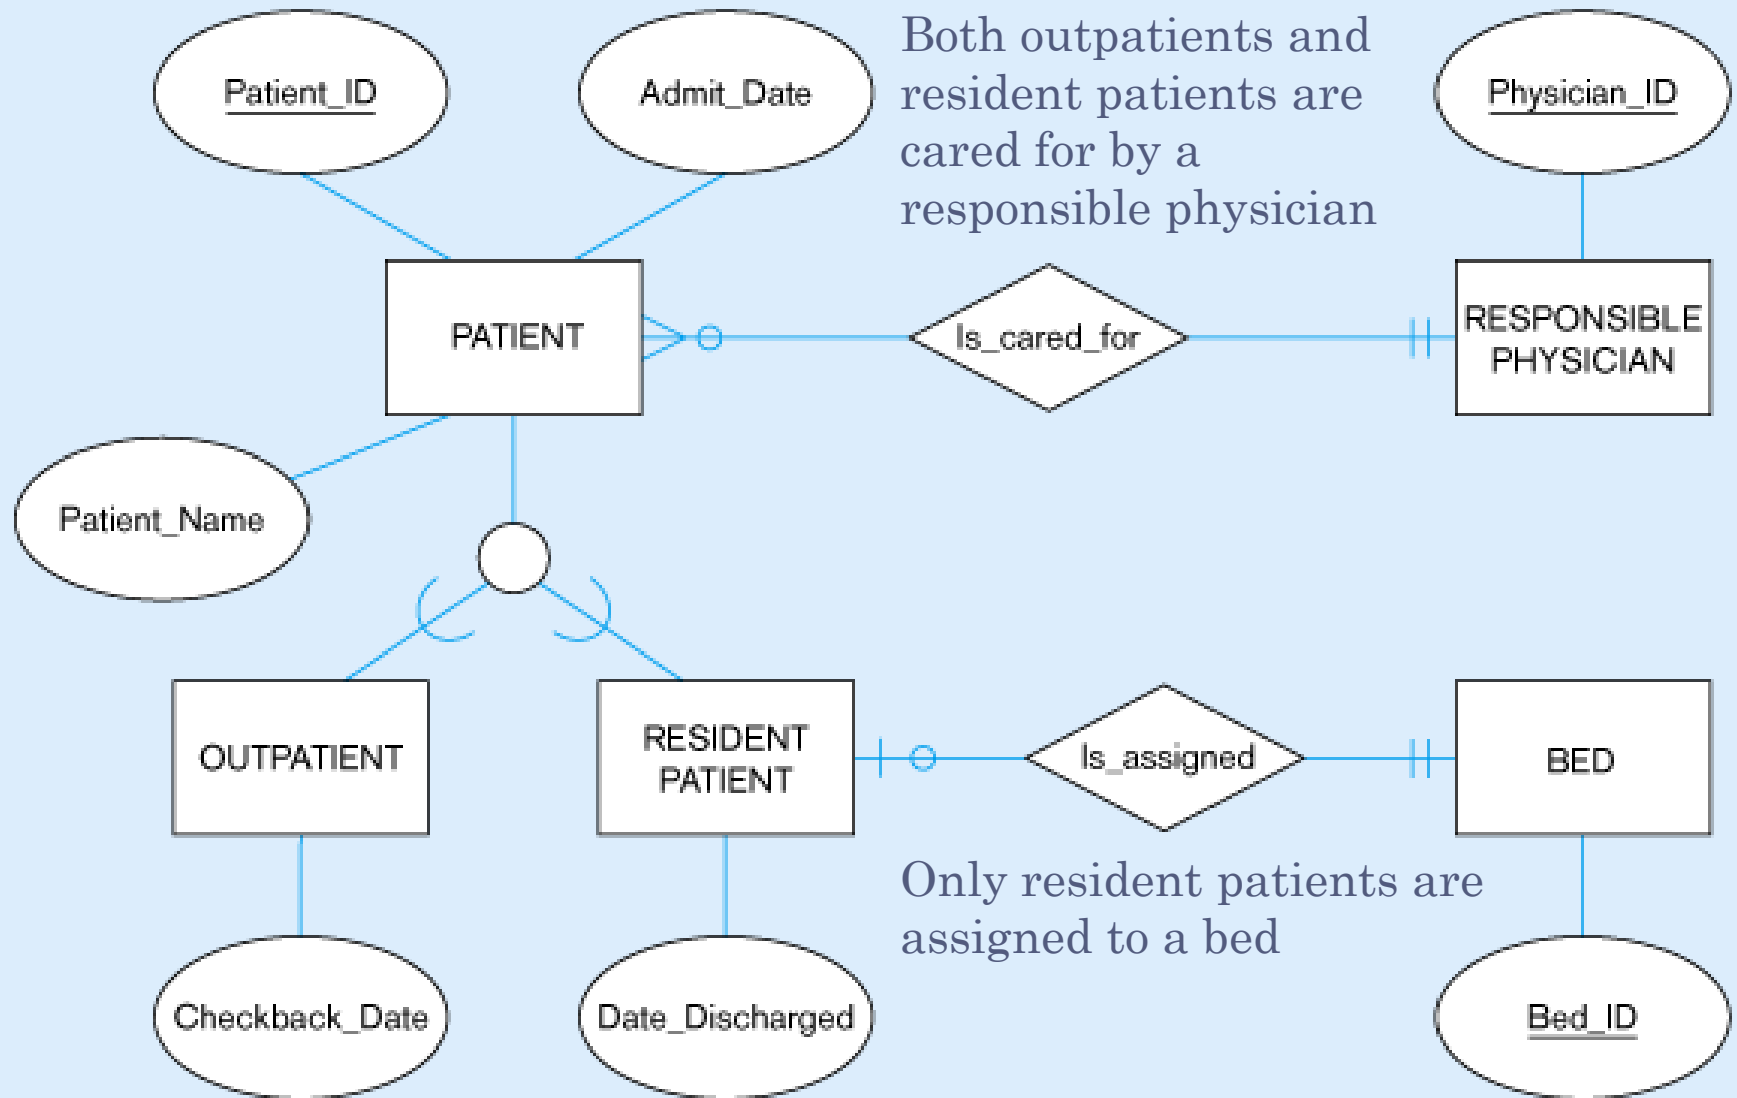 Patient_ID
Admit_Date
Both outpatients and
resident patients are
cared for by a
responsible physician
Physician_ID
PATIENT
Is_cared_for
RESPONSIBLE
PHYSICIAN
Patient_Name
OUTPATIENT
RESIDENT
PATIENT
Is_assigned
BED
Only resident patients are
assigned to a bed
Checkback_Date
Date_Discharged
Bed_ID